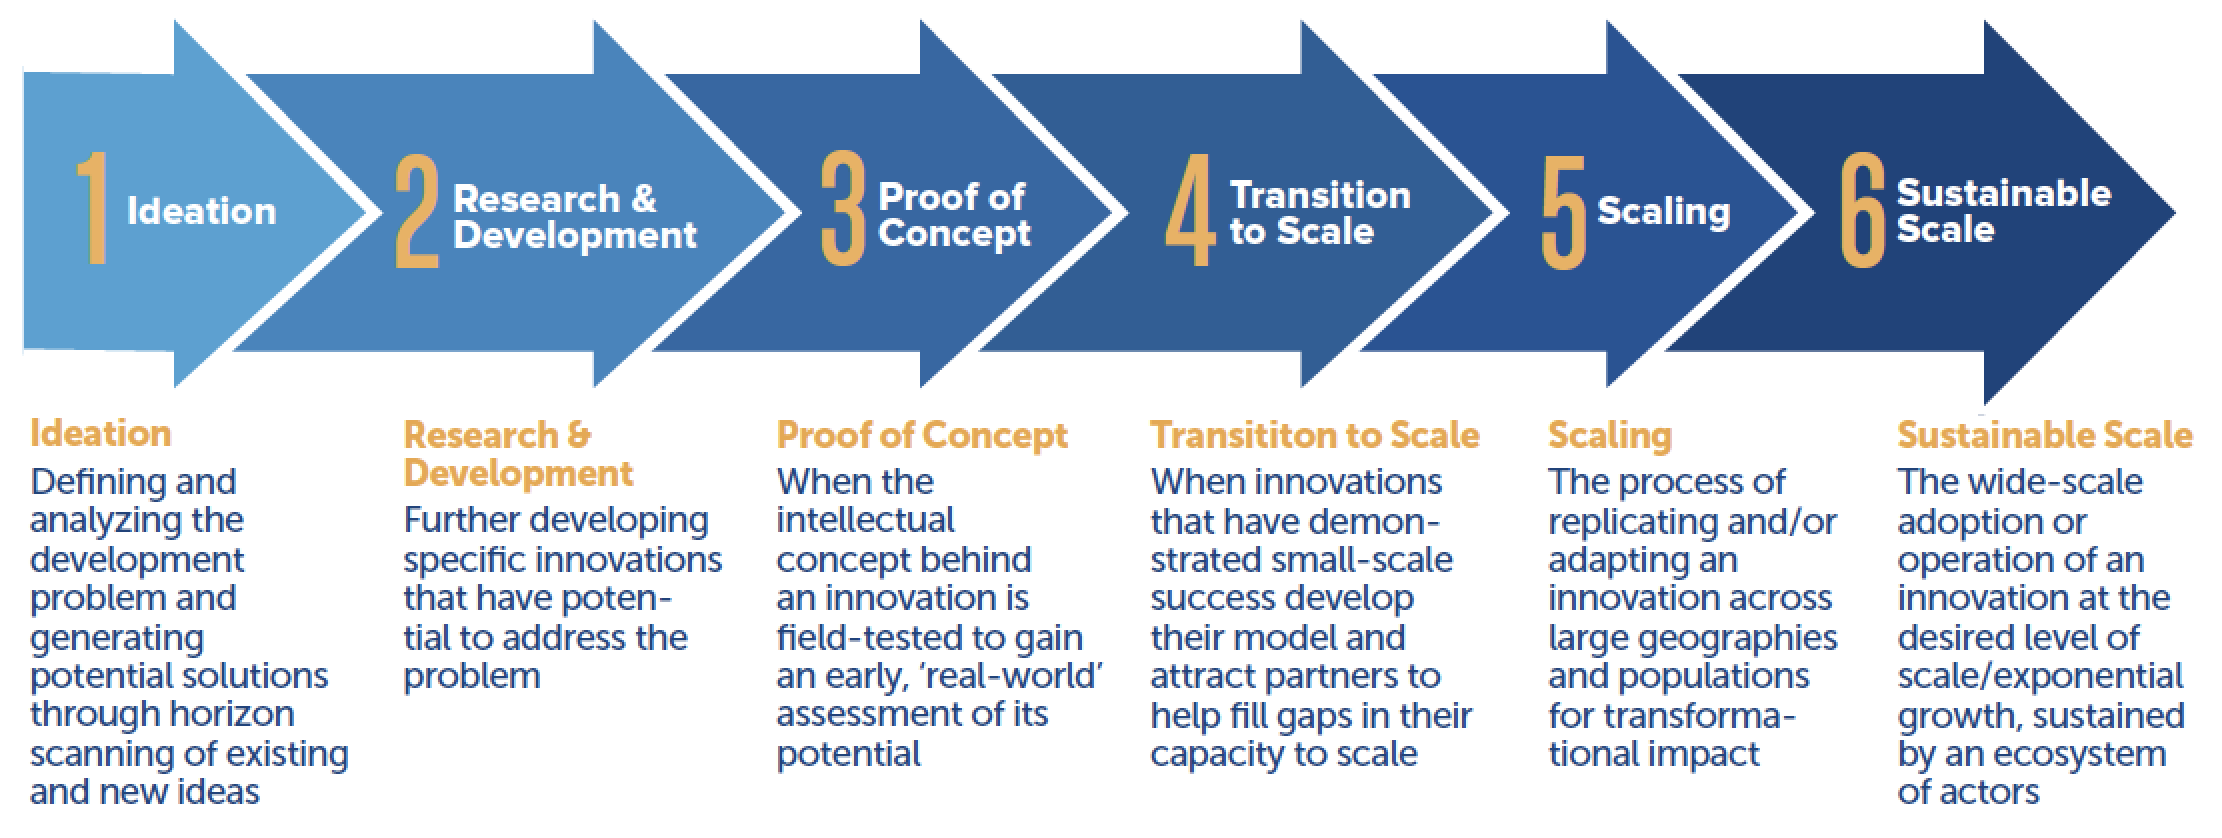 1 Ideation
2 Research &
Development
3 Proof of
Concept
4 Transition
to Scale
5 Scaling
6 Sustainable
Scale
Ideation
Defining and
analyzing the
development
problem and
generating
potential solutions
through horizon
scanning of existing
and new ideas
Research &
Development
Further developing
specific innovations
that have poten-
tial to address the
problem
Proof of Concept
When the
intellectual
concept behind
an innovation is
field-tested to gain
an early, ‘real-world’
assessment of its
potential
Transititon to Scale
When innovations
that have demon-
strated small-scale
success develop
their model and
attract partners to
help fill gaps in their
capacity to scale
Scaling
The process of
replicating and/or
adapting an
innovation across
large geographies
and populations
for transforma-
tional impact
Sustainable Scale
The wide-scale
adoption or
operation of an
innovation at the
desired level of
scale/exponential
growth, sustained
by an ecosystem
of actors